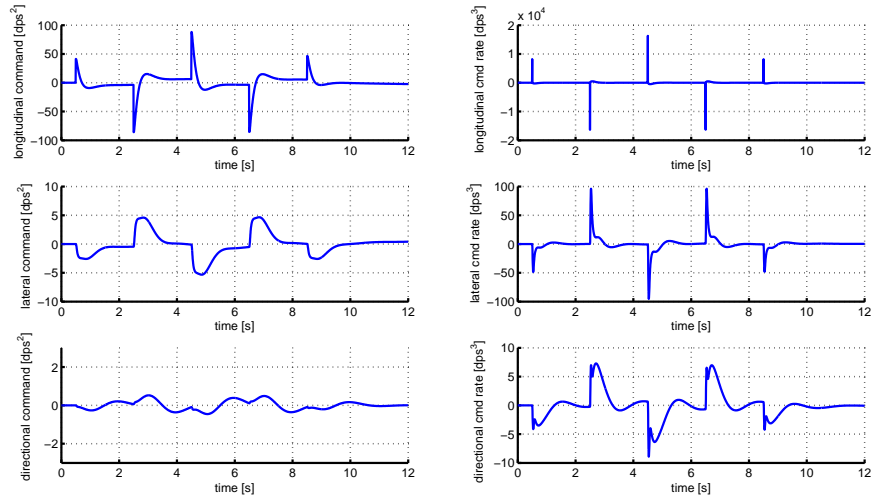 longitudinal command [dps²]
100
50
0
−50
−100
0 2 4 6 8 10 12
time [s]
longitudinal cmd rate [dps³]
x 10⁴
2
1
0
−1
−2
0 2 4 6 8 10 12
time [s]
lateral command [dps²]
10
5
0
−5
−10
0 2 4 6 8 10 12
time [s]
lateral cmd rate [dps³]
100
50
0
−50
−100
0 2 4 6 8 10 12
time [s]
directional command [dps²]
2
0
−2
0 2 4 6 8 10 12
time [s]
directional cmd rate [dps³]
10
5
0
−5
−10
0 2 4 6 8 10 12
time [s]